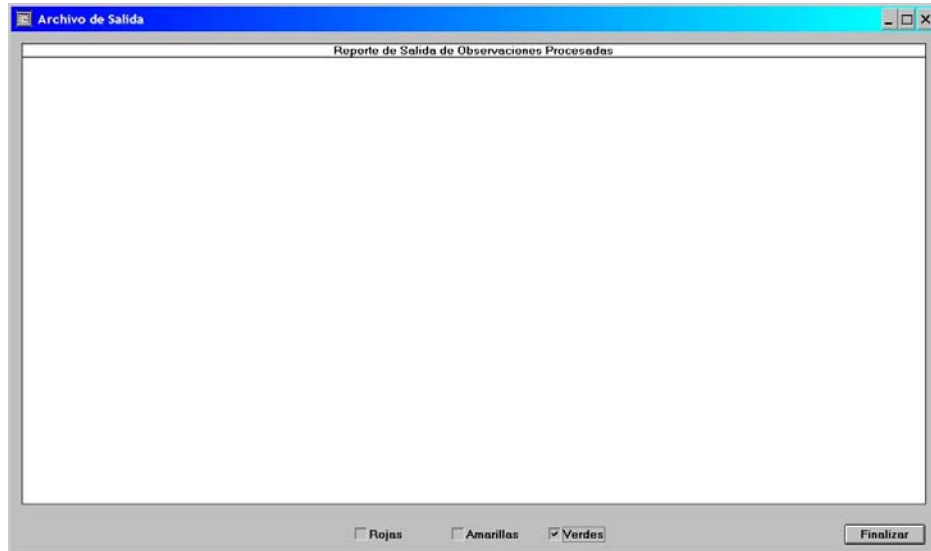 Archivo de Salida
Reporte de Salida de Observaciones Procesadas
Rojas Amarillas Verdes Finalizar